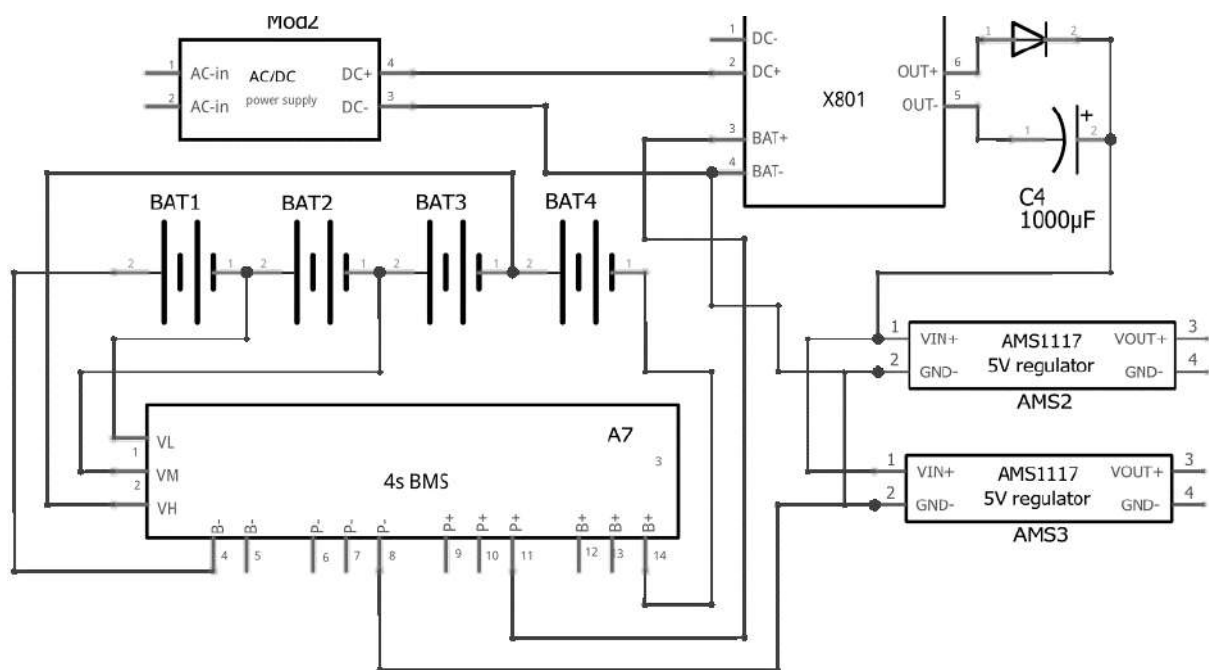 Mod2
1 AC-in
2 AC-in
AC/DC
power supply
DC+ 4
DC- 3
1 DC-
2 DC+
3 BAT+
4 BAT-
X801
OUT+ 6
OUT- 5
1 2
1 + 2
C4
1000µF
BAT1 BAT2 BAT3 BAT4
2 1 2 1 2 1 2 1
1 VIN+
2 GND-
AMS1117
5V regulator
VOUT+ 3
GND- 4
AMS2
1 VIN+
2 GND-
AMS1117
5V regulator
VOUT+ 3
GND- 4
AMS3
A7
4s BMS
VL
1
VM
2
VH
3
B- B- P- P- P- P+ P+ P+ B+ B+ B+
4 5 6 7 8 9 10 11 12 13 14